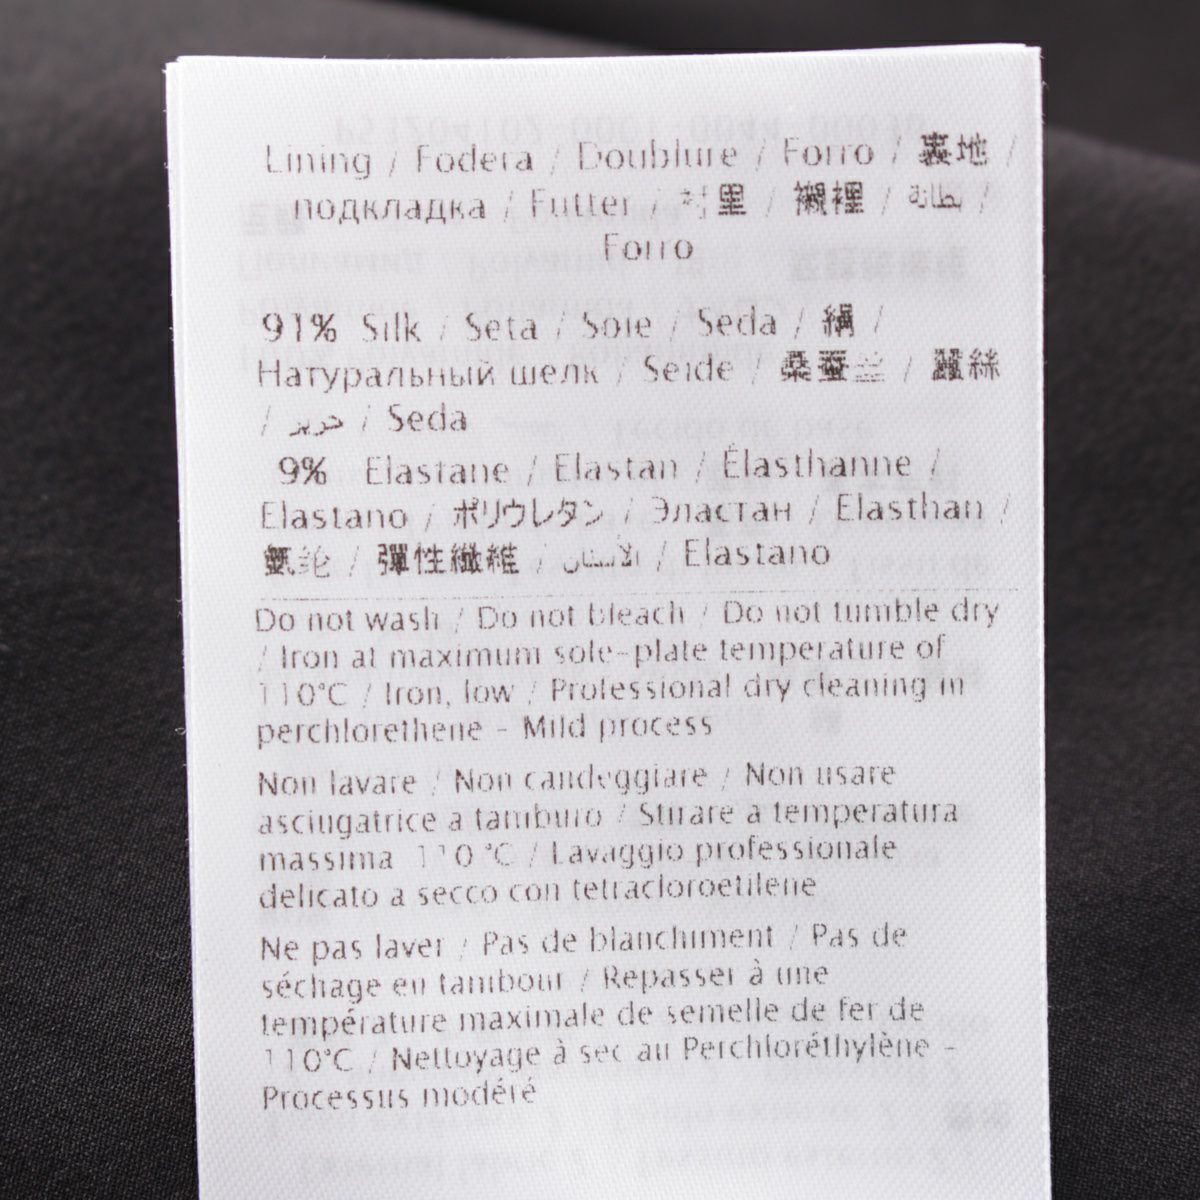 Lining / Fodera / Doublure / Forro / 裏地 /
подкладка / Futter / 衬里 / 襯裡 / بطانة /
Forro
91% Silk / Seta / Soie / Seda / 絹 /
Натуральный шелк / Seide / 桑蚕丝 / 蠶絲
/ حرير / Seda
9% Elastane / Elastan / Élasthanne /
Elastano / ポリウレタン / Эластан / Elasthan /
氨纶 / 彈性纖維 / الاستان / Elastano
Do not wash / Do not bleach / Do not tumble dry
/ Iron at maximum sole-plate temperature of
110°C / Iron, low / Professional dry cleaning in
perchlorethene - Mild process
Non lavare / Non candeggiare / Non usare
asciugatrice a tamburo / Stirare a temperatura
massima 110 °C / Lavaggio professionale
delicato a secco con tetracloroetilene
Ne pas laver / Pas de blanchiment / Pas de
séchage en tambour / Repasser à une
température maximale de semelle de fer de
110°C / Nettoyage à sec au Perchloréthylène -
Processus modéré